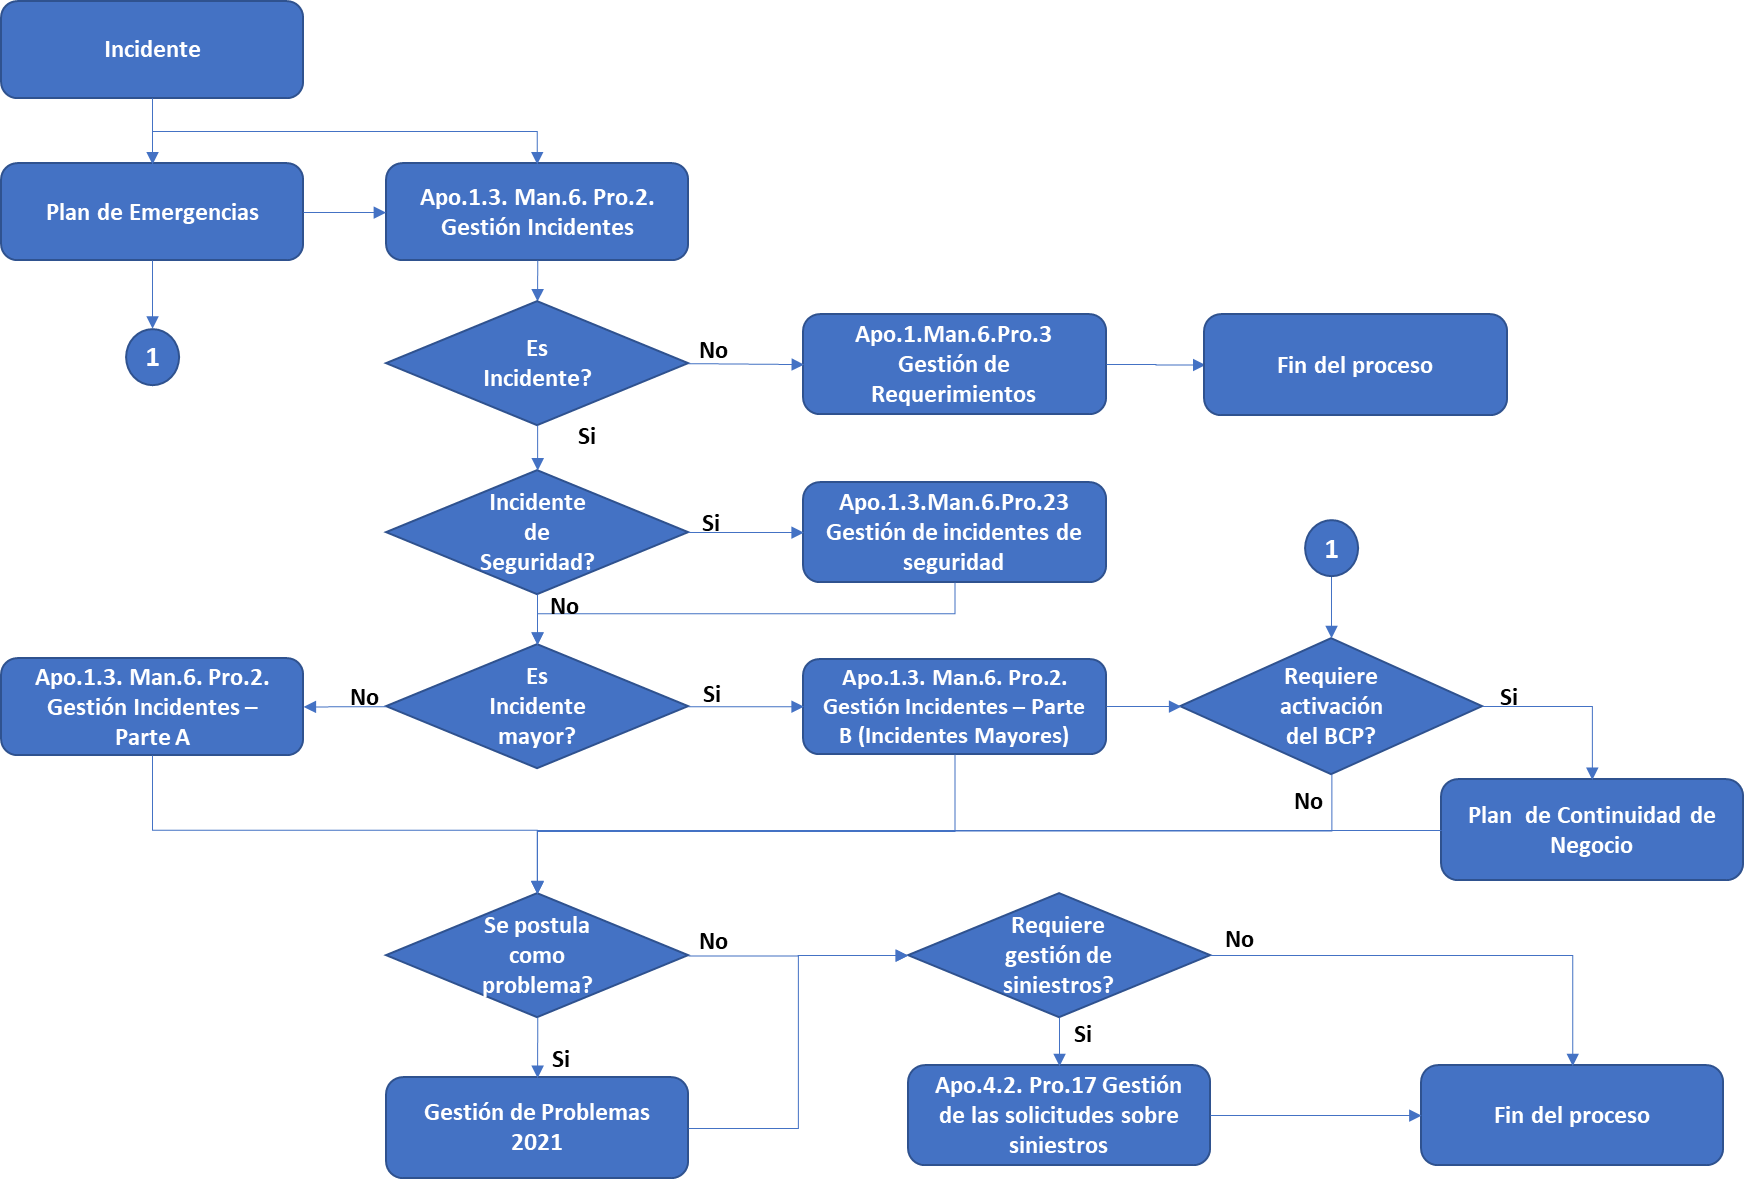 Incidente
Plan de Emergencias
Apo.1.3. Man.6. Pro.2.
Gestión Incidentes
1
Es
Incidente?
No
Apo.1.Man.6.Pro.3
Gestión de
Requerimientos
Fin del proceso
Si
Incidente
de
Seguridad?
Si
Apo.1.3.Man.6.Pro.23
Gestión de incidentes de
seguridad
1
No
Apo.1.3. Man.6. Pro.2.
Gestión Incidentes –
Parte A
No
Es
Incidente
mayor?
Si
Apo.1.3. Man.6. Pro.2.
Gestión Incidentes – Parte
B (Incidentes Mayores)
Requiere
activación
del BCP?
Si
No
Plan  de Continuidad de
Negocio
Se postula
como
problema?
No
Requiere
gestión de
siniestros?
No
Si
Si
Gestión de Problemas
2021
Apo.4.2. Pro.17 Gestión
de las solicitudes sobre
siniestros
Fin del proceso